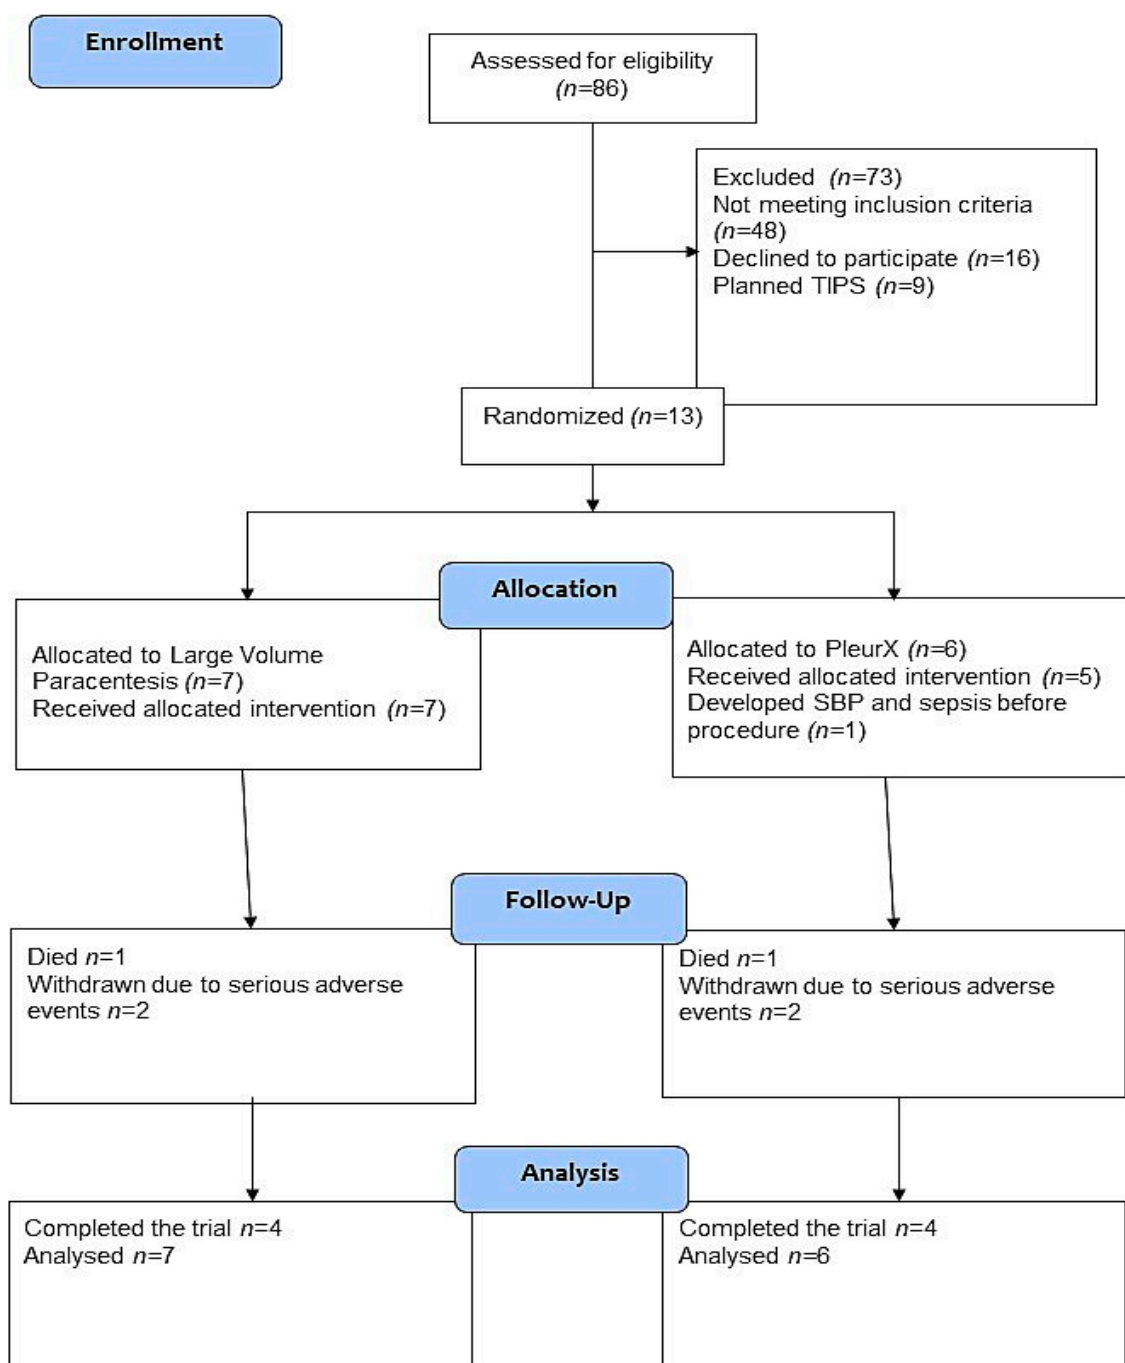 Enrollment
Assessed for eligibility
(n=86)
Excluded (n=73)
Not meeting inclusion criteria
(n=48)
Declined to participate (n=16)
Planned TIPS (n=9)
Randomized (n=13)
Allocation
Allocated to Large Volume
Paracentesis (n=7)
Received allocated intervention (n=7)
Allocated to PleurX (n=6)
Received allocated intervention (n=5)
Developed SBP and sepsis before
procedure (n=1)
Follow-Up
Died n=1
Withdrawn due to serious adverse
events n=2
Died n=1
Withdrawn due to serious adverse
events n=2
Analysis
Completed the trial n=4
Analysed n=7
Completed the trial n=4
Analysed n=6